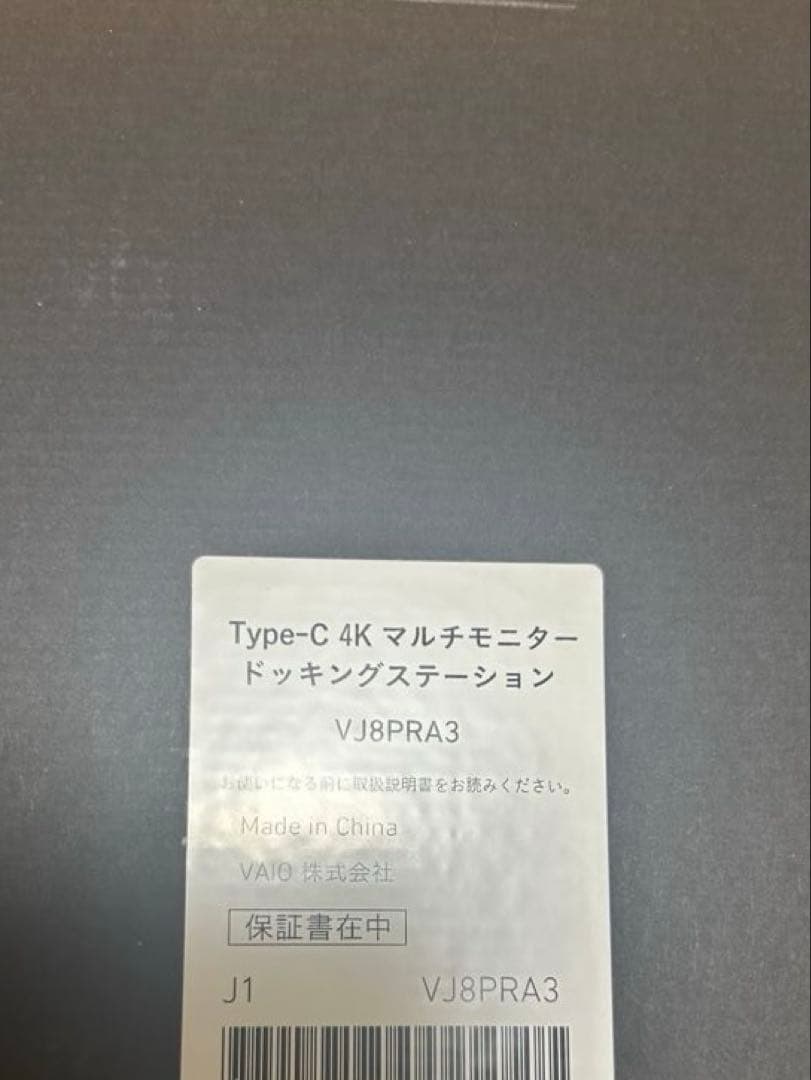 Type-C 4K マルチモニター
ドッキングステーション
VJ8PRA3
お使いになる前に取扱説明書をお読みください。
Made in China
VAIO 株式会社
保証書在中
J1 VJ8PRA3